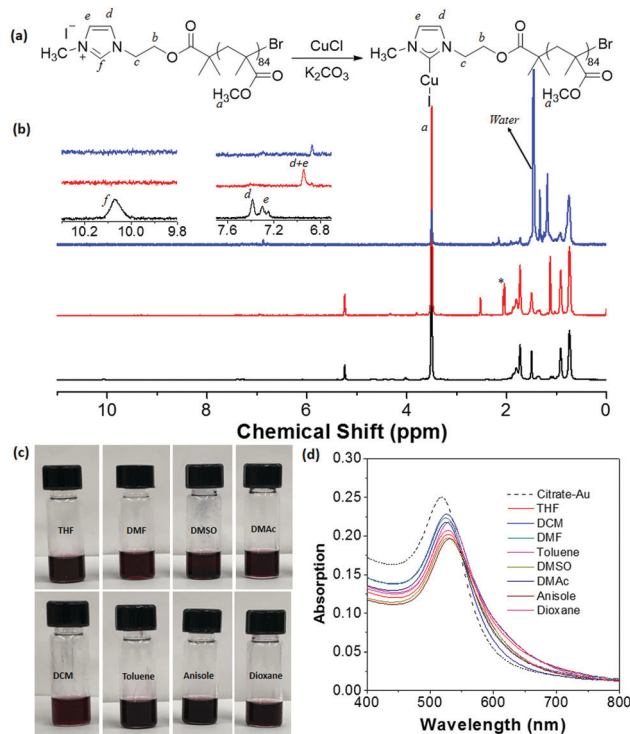 (a)
e
d
I⁻
H₃C
N
+
N
f
c
b
O
O
84
Br
O
O
H₃CO
a
CuCl
K₂CO₃
e
d
H₃C
N
N
c
b
O
O
84
Br
O
H₃CO
a
Cu
I
(b)
a
Water
d+e
f
d
e
10.2 10.0 9.8
7.6 7.2 6.8
*
10 8 6 4 2 0
Chemical Shift (ppm)
(c)
THF
DMF
DMSO
DMAc
DCM
Toluene
Anisole
Dioxane
(d)
0.30
0.25
0.20
0.15
0.10
0.05
0.00
Absorption
Citrate-Au
THF
DCM
DMF
Toluene
DMSO
DMAc
Anisole
Dioxane
400 500 600 700 800
Wavelength (nm)